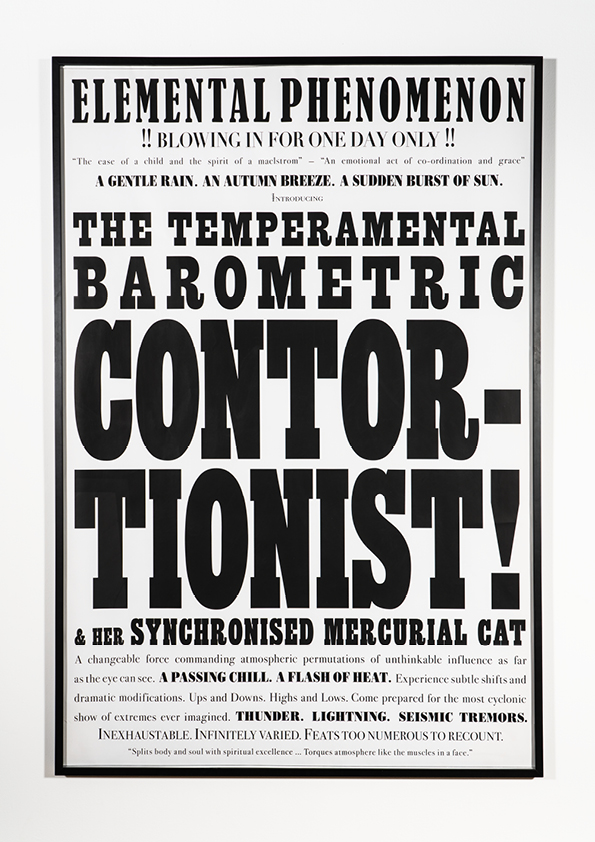 ELEMENTAL PHENOMENON
!! BLOWING IN FOR ONE DAY ONLY !!
"The ease of a child and the spirit of a maelstrom" – "An emotional act of co-ordination and grace"
A GENTLE RAIN. AN AUTUMN BREEZE. A SUDDEN BURST OF SUN.
INTRODUCING
THE TEMPERAMENTAL
BAROMETRIC
CONTOR-
TIONIST!
& HER SYNCHRONISED MERCURIAL CAT
A changeable force commanding atmospheric permutations of unthinkable influence as far
as the eye can see. A PASSING CHILL. A FLASH OF HEAT. Experience subtle shifts and
dramatic modifications. Ups and Downs. Highs and Lows. Come prepared for the most cyclonic
show of extremes ever imagined. THUNDER. LIGHTNING. SEISMIC TREMORS.
INEXHAUSTABLE. INFINITELY VARIED. FEATS TOO NUMEROUS TO RECOUNT.
"Splits body and soul with spiritual excellence ... Torques atmosphere like the muscles in a face."